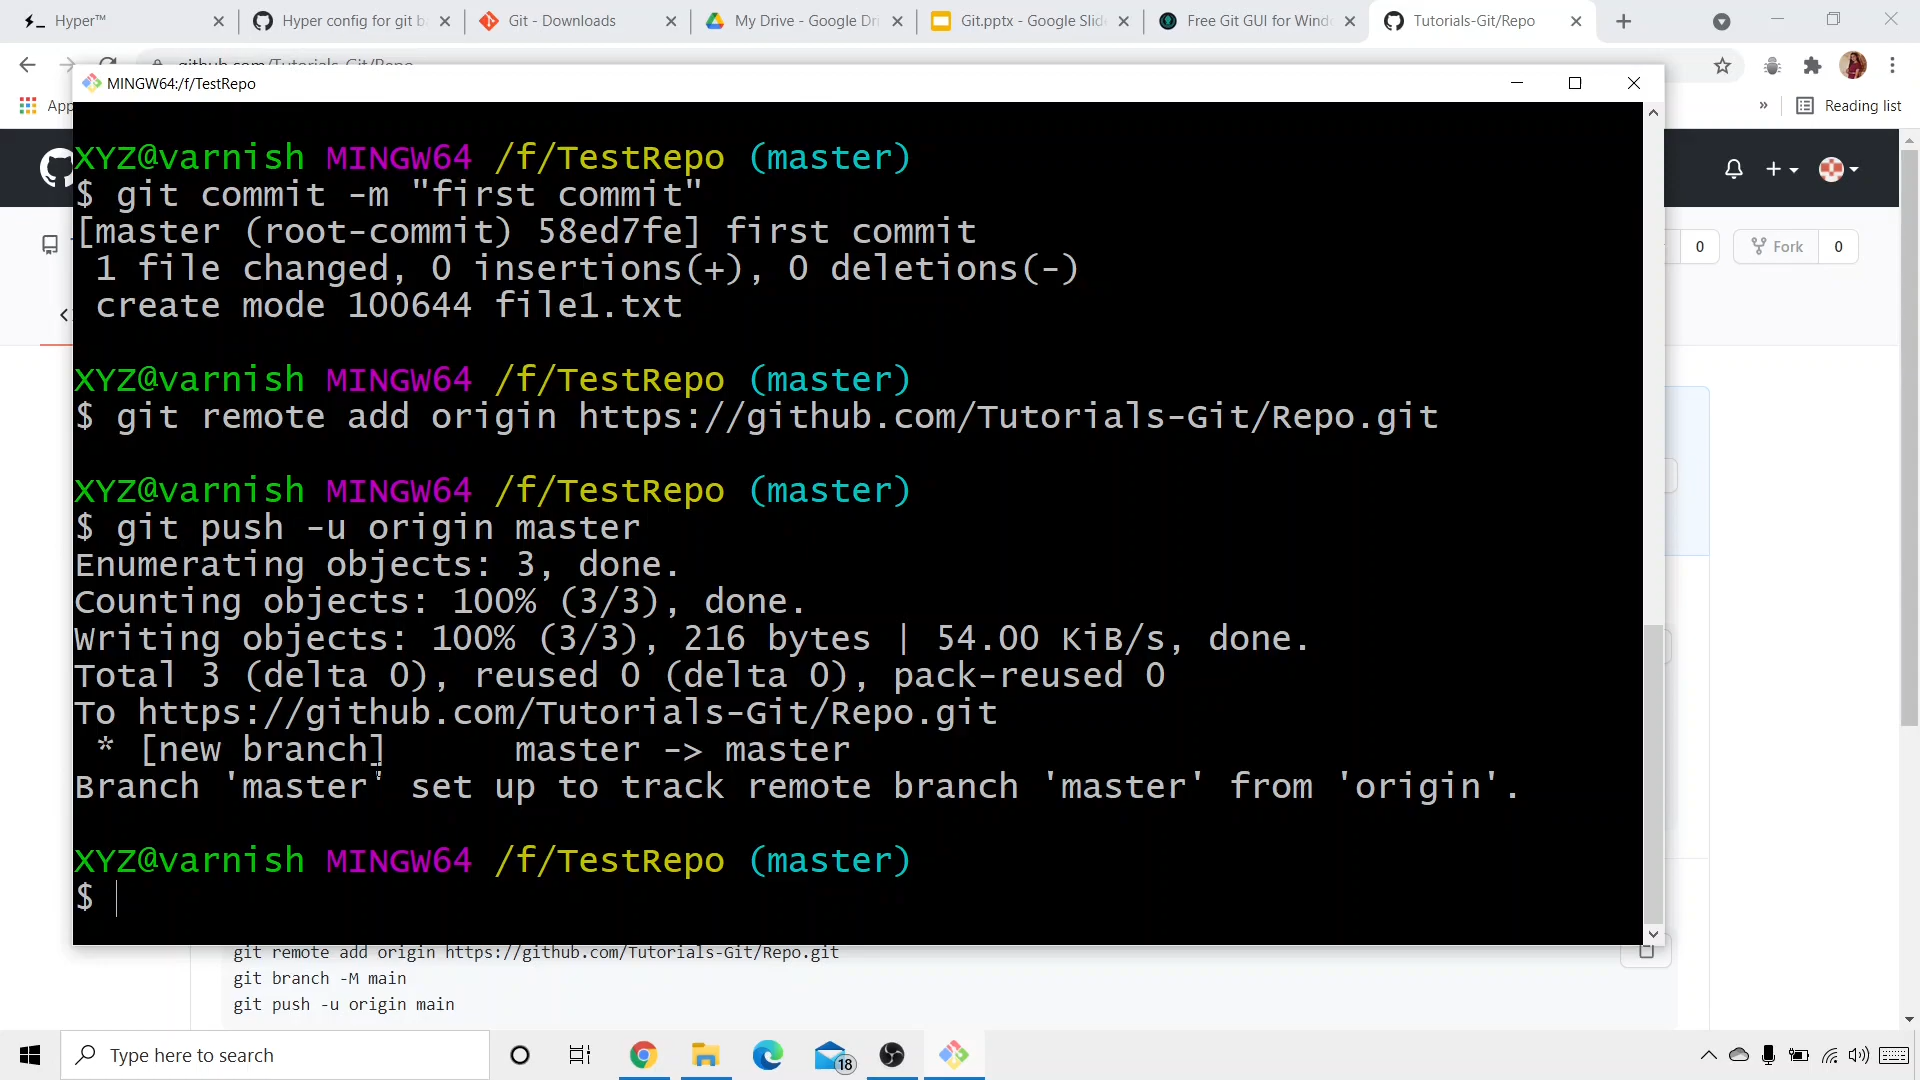 Hyper™
Hyper config for git b
Git - Downloads
My Drive - Google Dri
Git.pptx - Google Slid
Free Git GUI for Wind
Tutorials-Git/Repo
github.com/Tutorials-Git/Repo
App
Reading list
MINGW64:/f/TestRepo
XYZ@varnish MINGW64 /f/TestRepo (master)
$ git commit -m "first commit"
[master (root-commit) 58ed7fe] first commit
1 file changed, 0 insertions(+), 0 deletions(-)
create mode 100644 file1.txt
XYZ@varnish MINGW64 /f/TestRepo (master)
$ git remote add origin https://github.com/Tutorials-Git/Repo.git
XYZ@varnish MINGW64 /f/TestRepo (master)
$ git push -u origin master
Enumerating objects: 3, done.
Counting objects: 100% (3/3), done.
Writing objects: 100% (3/3), 216 bytes | 54.00 KiB/s, done.
Total 3 (delta 0), reused 0 (delta 0), pack-reused 0
To https://github.com/Tutorials-Git/Repo.git
* [new branch]      master -> master
Branch 'master' set up to track remote branch 'master' from 'origin'.
XYZ@varnish MINGW64 /f/TestRepo (master)
$
0
Fork
0
git remote add origin https://github.com/Tutorials-Git/Repo.git
git branch -M main
git push -u origin main
Type here to search
18